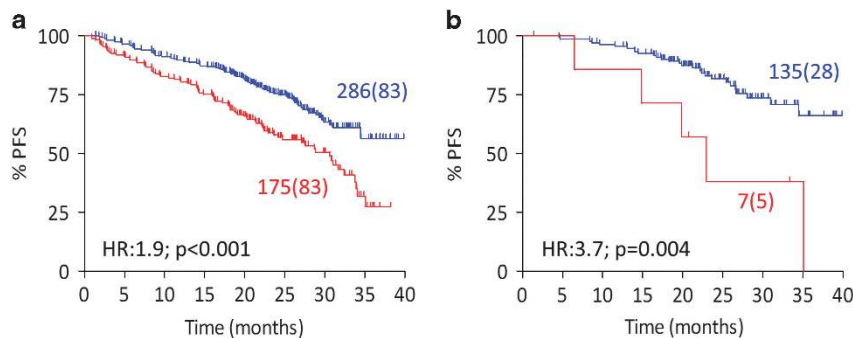 a
% PFS
100
75
50
25
0
286(83)
175(83)
HR:1.9; p<0.001
0 5 10 15 20 25 30 35 40
Time (months)
b
% PFS
100
75
50
25
0
135(28)
7(5)
HR:3.7; p=0.004
0 5 10 15 20 25 30 35 40
Time (months)